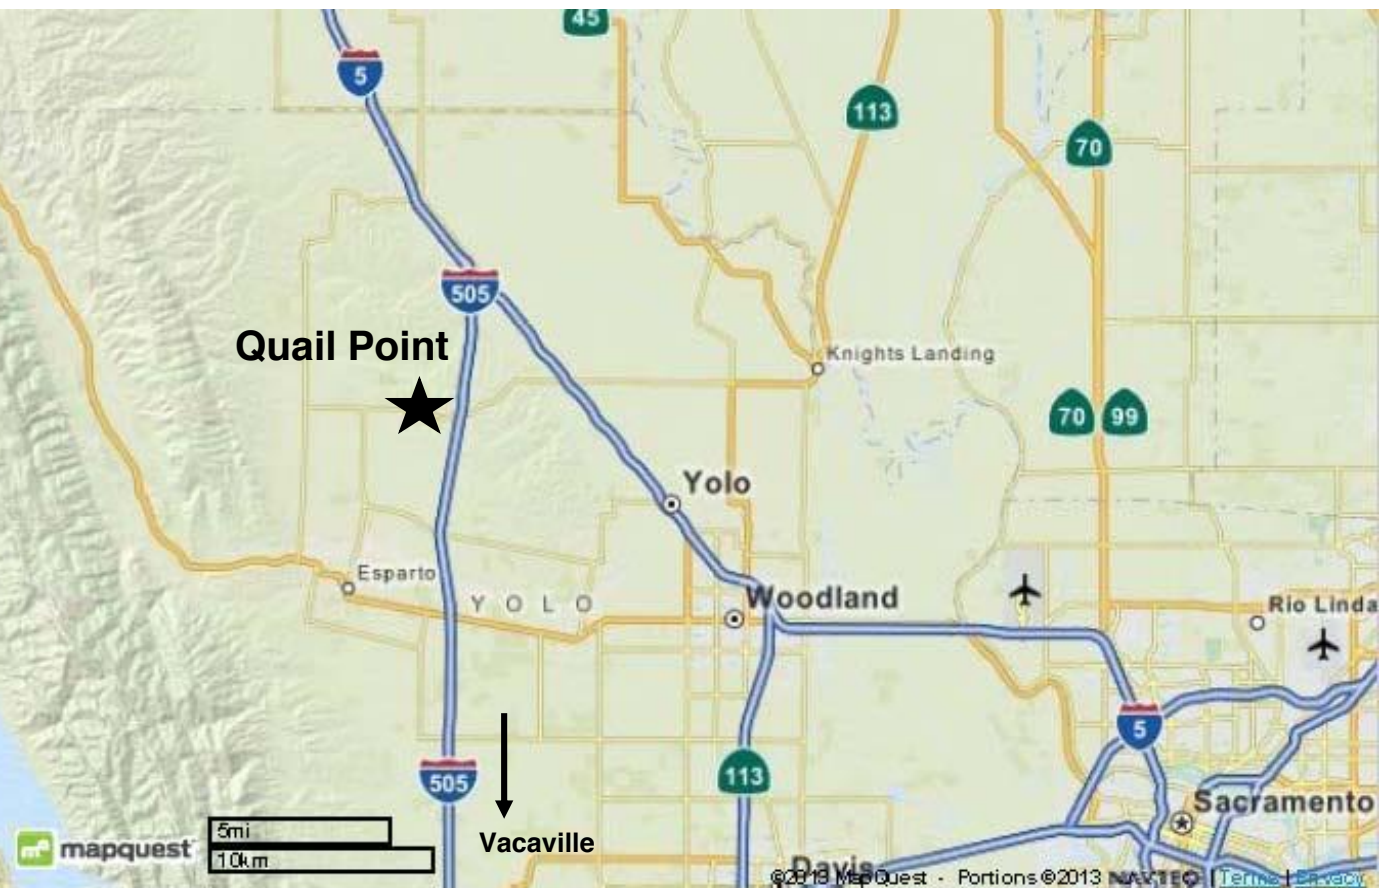 45
5
113
70
505
Quail Point
Knights Landing
70 99
Yolo
Esparto
YOLO
Woodland
Rio Linda
5
505
113
5mi
10km
mapquest
Vacaville
Sacramento
Davis
©2013 MapQuest - Portions ©2013 NAVTEQ | Terms | Privacy